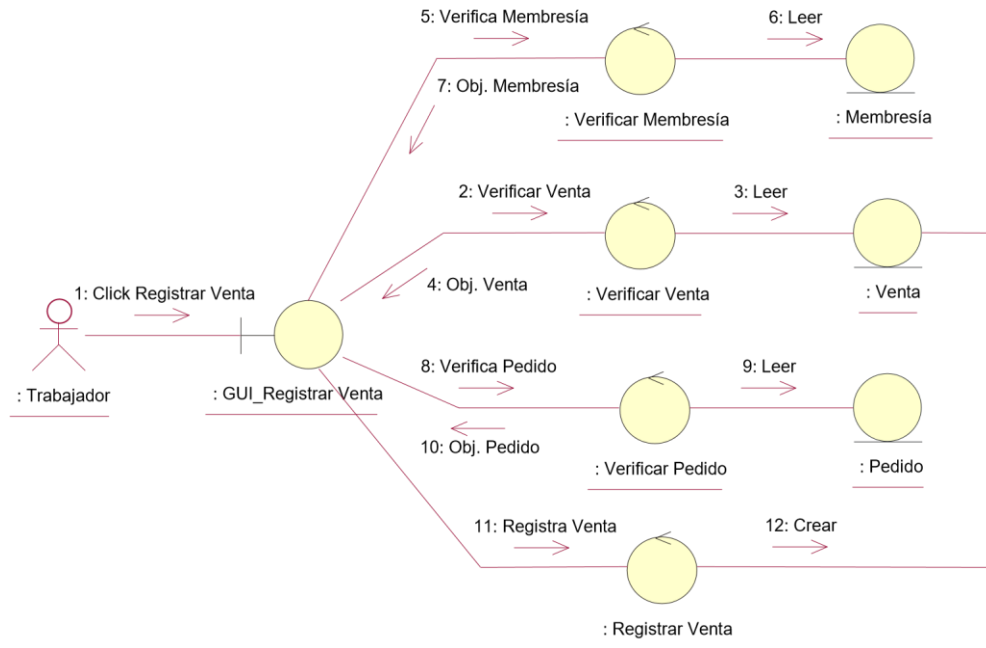 5: Verifica Membresía
6: Leer
7: Obj. Membresía
: Verificar Membresía
: Membresía
2: Verificar Venta
3: Leer
4: Obj. Venta
: Verificar Venta
: Venta
1: Click Registrar Venta
: Trabajador
: GUI_Registrar Venta
8: Verifica Pedido
9: Leer
10: Obj. Pedido
: Verificar Pedido
: Pedido
11: Registra Venta
12: Crear
: Registrar Venta